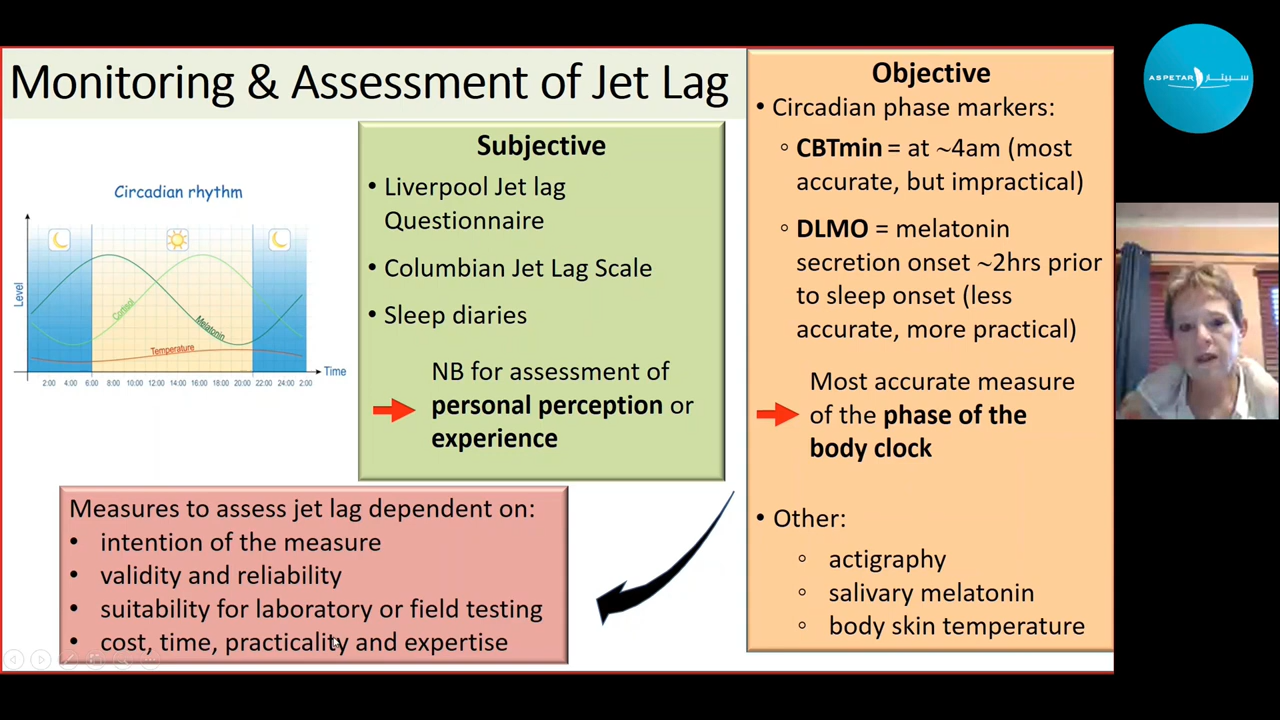 Monitoring & Assessment of Jet Lag
Circadian rhythm
Level
Cortisol
Melatonin
Temperature
Time
2:00 4:00 6:00 8:00 10:00 12:00 14:00 16:00 18:00 20:00 22:00 24:00 2:00
Subjective
• Liverpool Jet lag
Questionnaire
• Columbian Jet Lag Scale
• Sleep diaries
NB for assessment of
personal perception or
experience
Measures to assess jet lag dependent on:
• intention of the measure
• validity and reliability
• suitability for laboratory or field testing
• cost, time, practicality and expertise
Objective
• Circadian phase markers:
◦ CBTmin = at ~4am (most
accurate, but impractical)
◦ DLMO = melatonin
secretion onset ~2hrs prior
to sleep onset (less
accurate, more practical)
Most accurate measure
of the phase of the
body clock
• Other:
◦ actigraphy
◦ salivary melatonin
◦ body skin temperature
ASPETAR سبيتار